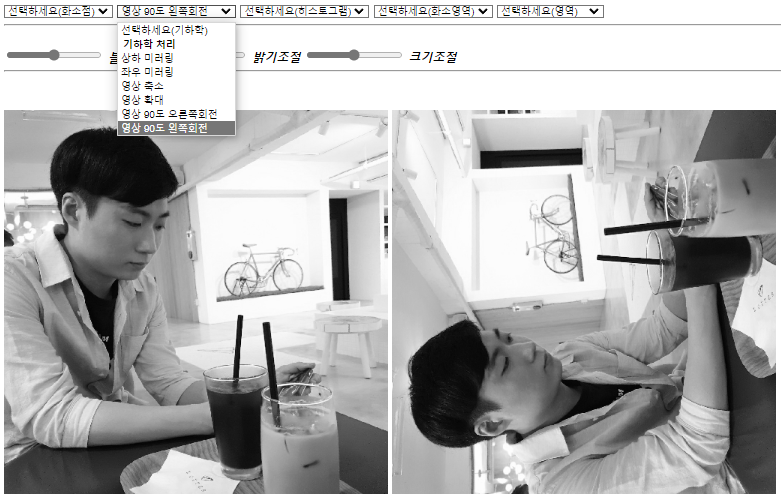 선택하세요(화소점) 영상 90도 왼쪽회전 선택하세요(히스토그램) 선택하세요(화소영역) 선택하세요(영역)
선택하세요(기하학)
기하학 처리
상하 미러링
좌우 미러링
영상 축소
영상 확대
영상 90도 오른쪽회전
영상 90도 왼쪽회전
밝기조절 크기조절